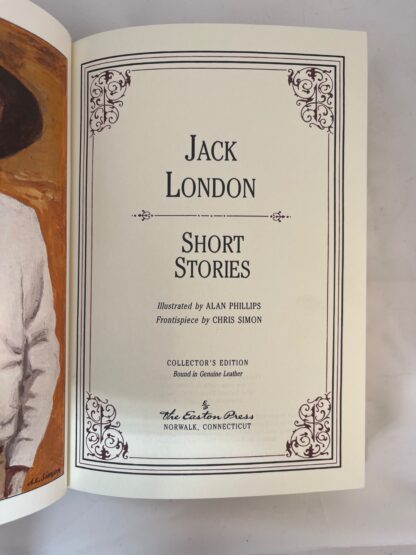 JACK
LONDON
SHORT
STORIES
Illustrated by ALAN PHILLIPS
Frontispiece by CHRIS SIMON
COLLECTOR'S EDITION
Bound in Genuine Leather
The Easton Press
NORWALK, CONNECTICUT